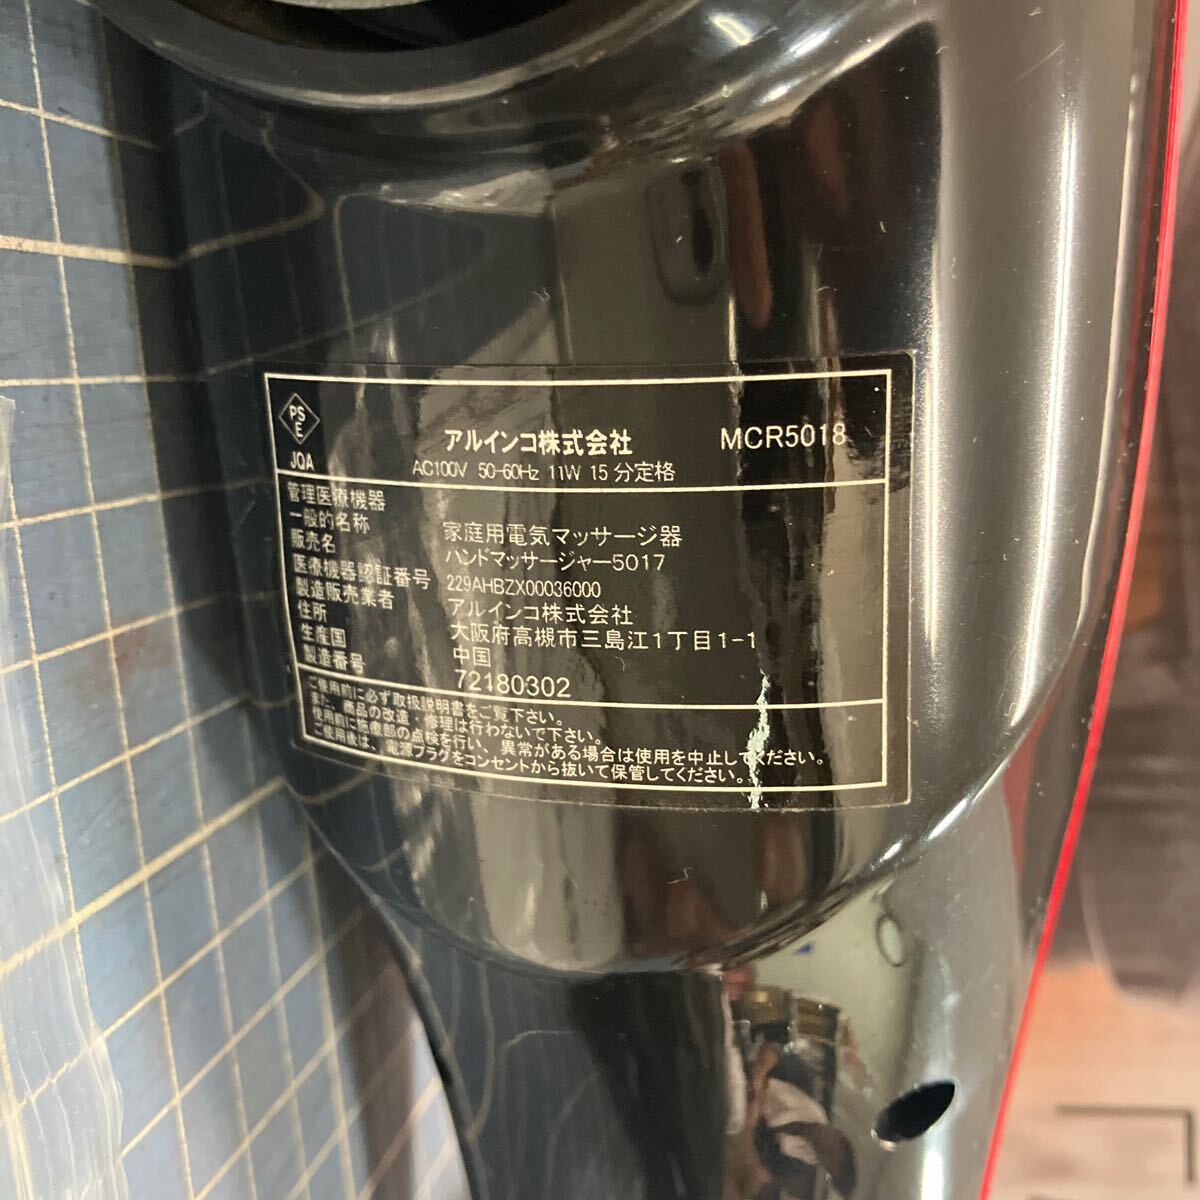 PS
E
JQA
アルインコ株式会社 MCR5018
AC100V 50-60Hz 11W 15分定格
管理医療機器
一般的名称 家庭用電気マッサージ器
販売名 ハンドマッサージャー5017
医療機器認証番号 229AHBZX00036000
製造販売業者 アルインコ株式会社
住所 大阪府高槻市三島江1丁目1-1
生産国 中国
製造番号 72180302
ご使用前に必ず取扱説明書をご覧下さい。
また、商品の改造・修理は行わないで下さい。
使用前に施療部の点検を行い、異常がある場合は使用を中止してください。
ご使用後は、電源プラグをコンセントから抜いて保管してください。